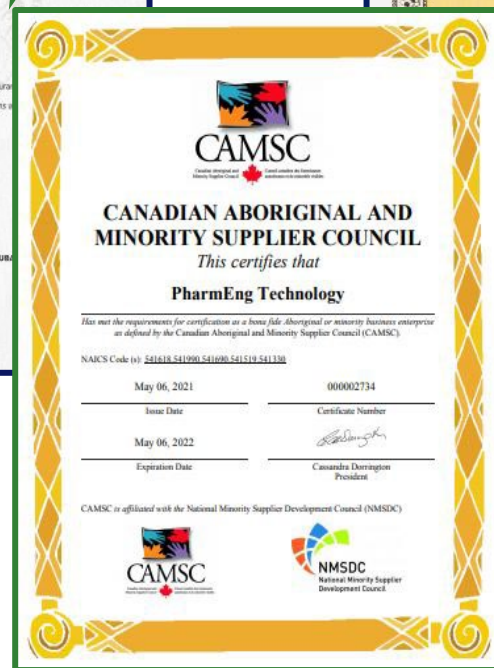 CAMSC
CANADIAN ABORIGINAL AND
MINORITY SUPPLIER COUNCIL
This certifies that
PharmEng Technology
Has met the requirements for certification as a bona fide Aboriginal or minority business enterprise
as defined by the Canadian Aboriginal and Minority Supplier Council (CAMSC).
NAICS Code (s): 541618,541990,541690,541519,541330
May 06, 2021
000002734
Issue Date
Certificate Number
May 06, 2022
Expiration Date
Cassandra Dorrington
President
CAMSC is affiliated with the National Minority Supplier Development Council (NMSDC)
CAMSC
NMSDC
National Minority Supplier
Development Council